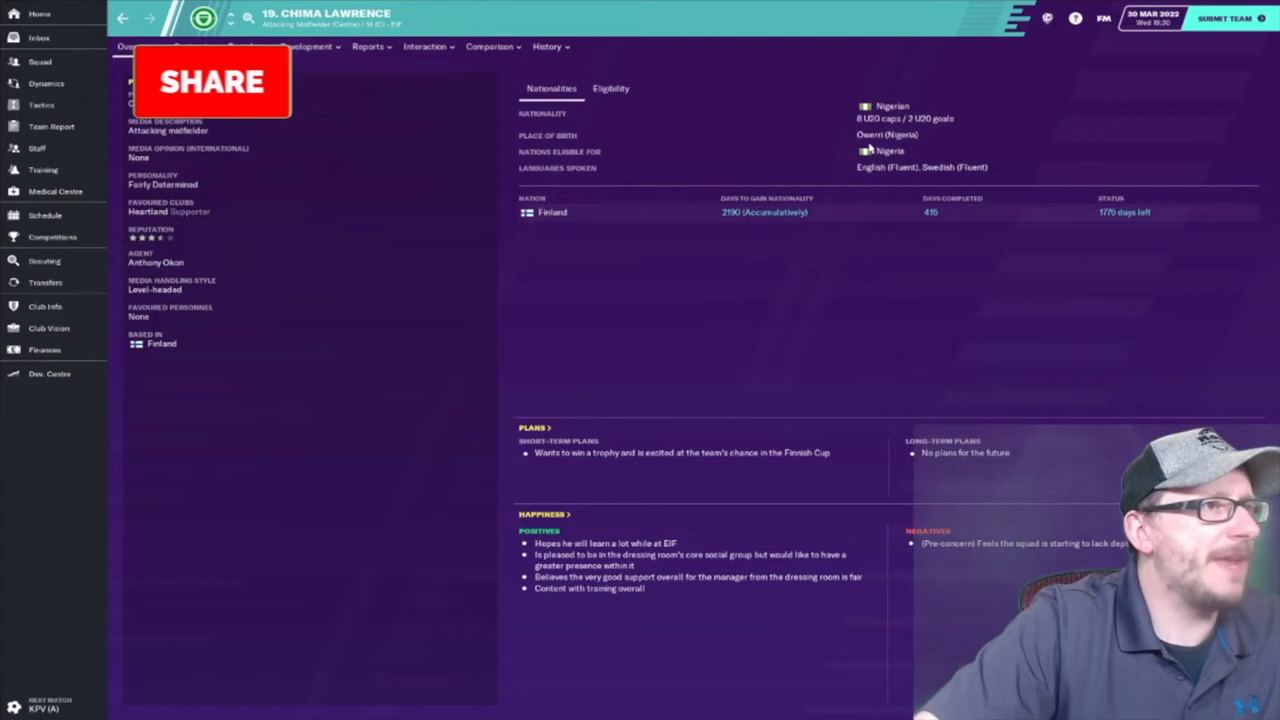 Home
Inbox
Squad
Dynamics
Tactics
Team Report
Staff
Training
Medical Centre
Schedule
Competitions
Scouting
Transfers
Club Info
Club Vision
Finances
Dev. Centre
NEXT MATCH
KPV (A)
19. CHIMA LAWRENCE
Attacking Midfielder (Centre) / M (C) - EIF
FM
30 MAR 2022
Wed 18:30
SUBMIT TEAM
Development
Reports
Interaction
Comparison
History
SHARE
MEDIA DESCRIPTION
Attacking midfielder
MEDIA OPINION (INTERNATIONAL)
None
PERSONALITY
Fairly Determined
FAVOURED CLUBS
Heartland Supporter
REPUTATION
AGENT
Anthony Okon
MEDIA HANDLING STYLE
Level-headed
FAVOURED PERSONNEL
None
BASED IN
Finland
Nationalities Eligibility
NATIONALITY
Nigerian
8 U20 caps / 2 U20 goals
PLACE OF BIRTH
Owerri (Nigeria)
NATIONS ELIGIBLE FOR
Nigeria
LANGUAGES SPOKEN
English (Fluent), Swedish (Fluent)
NATION DAYS TO GAIN NATIONALITY DAYS COMPLETED STATUS
Finland 2190 (Accumulatively) 415 1775 days left
PLANS >
SHORT-TERM PLANS
Wants to win a trophy and is excited at the team's chance in the Finnish Cup
LONG-TERM PLANS
No plans for the future
HAPPINESS >
POSITIVES
Hopes he will learn a lot while at EIF
Is pleased to be in the dressing room's core social group but would like to have a
greater presence within it
Believes the very good support overall for the manager from the dressing room is fair
Content with training overall
NEGATIVES
(Pre-concern) Feels the squad is starting to lack